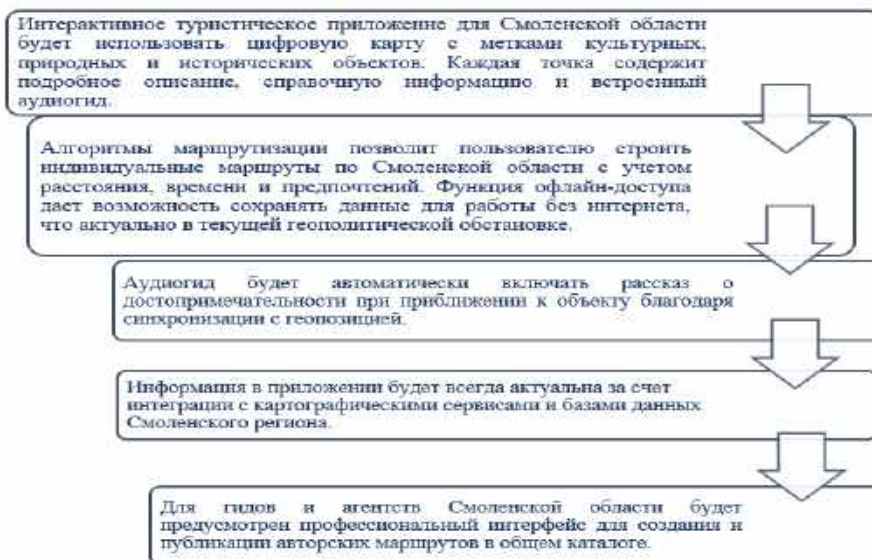 Интерактивное туристическое приложение для Смоленской области
будет использовать цифровую карту с метками культурных,
природных и исторических объектов. Каждая точка содержит
подробное описание, справочную информацию и встроенный
аудиогид.
Алгоритмы маршрутизации позволит пользователю строить
индивидуальные маршруты по Смоленской области с учетом
расстояния, времени и предпочтений. Функция офлайн-доступа
дает возможность сохранять данные для работы без интернета,
что актуально в текущей геополитической обстановке.
Аудиогид будет автоматически включать рассказ о
достопримечательности при приближении к объекту благодаря
синхронизации с геопозицией.
Информация в приложении будет всегда актуальна за счет
интеграции с картографическими сервисами и базами данных
Смоленского региона.
Для гидов и агентств Смоленской области будет
предусмотрен профессиональный интерфейс для создания и
публикации авторских маршрутов в общем каталоге.